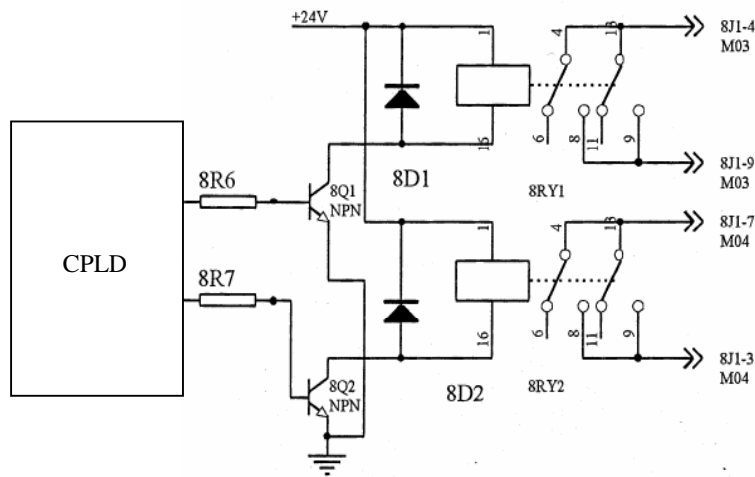 +24V
1
4
13
8J1-4
M03
CPLD
8R6
8Q1
NPN
16
8D1
6
8
11
9
8RY1
8J1-9
M03
8J1-7
M04
1
4
13
8R7
16
6
8
11
9
8Q2
NPN
8D2
8RY2
8J1-3
M04